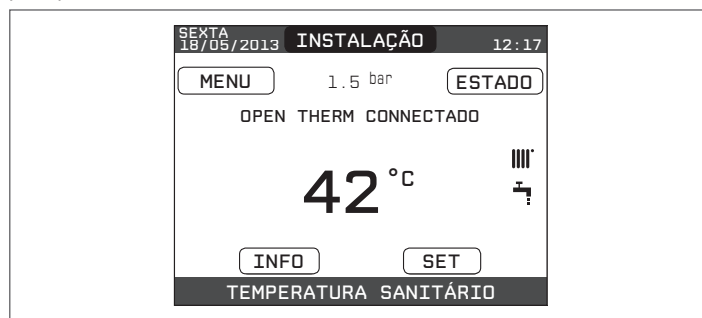 SEXTA
18/05/2013 INSTALAÇÃO 12:17
MENU 1.5 bar ESTADO
OPEN THERM CONNECTADO
42°C
INFO SET
TEMPERATURA SANITÁRIO